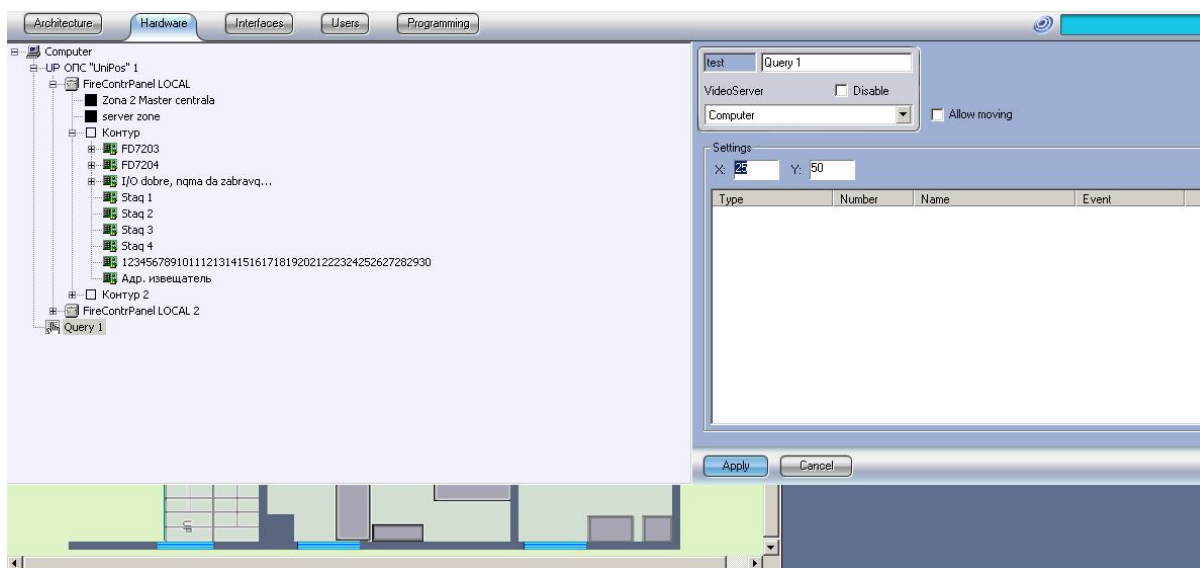 Architecture Hardware Interfaces Users Programming
Computer
UP ОПС "UniPos" 1
FireContrPanel LOCAL
Zona 2 Master centrala
server zone
Контур
FD7203
FD7204
I/O dobre, nqma da zabravq...
Staq 1
Staq 2
Staq 3
Staq 4
123456789101112131415161718192021222324252627282930
Адр. извещатель
Контур 2
FireContrPanel LOCAL 2
Query 1
test Query 1
VideoServer Disable
Computer Allow moving
Settings
X: 25 Y: 50
Type Number Name Event
Apply Cancel
up